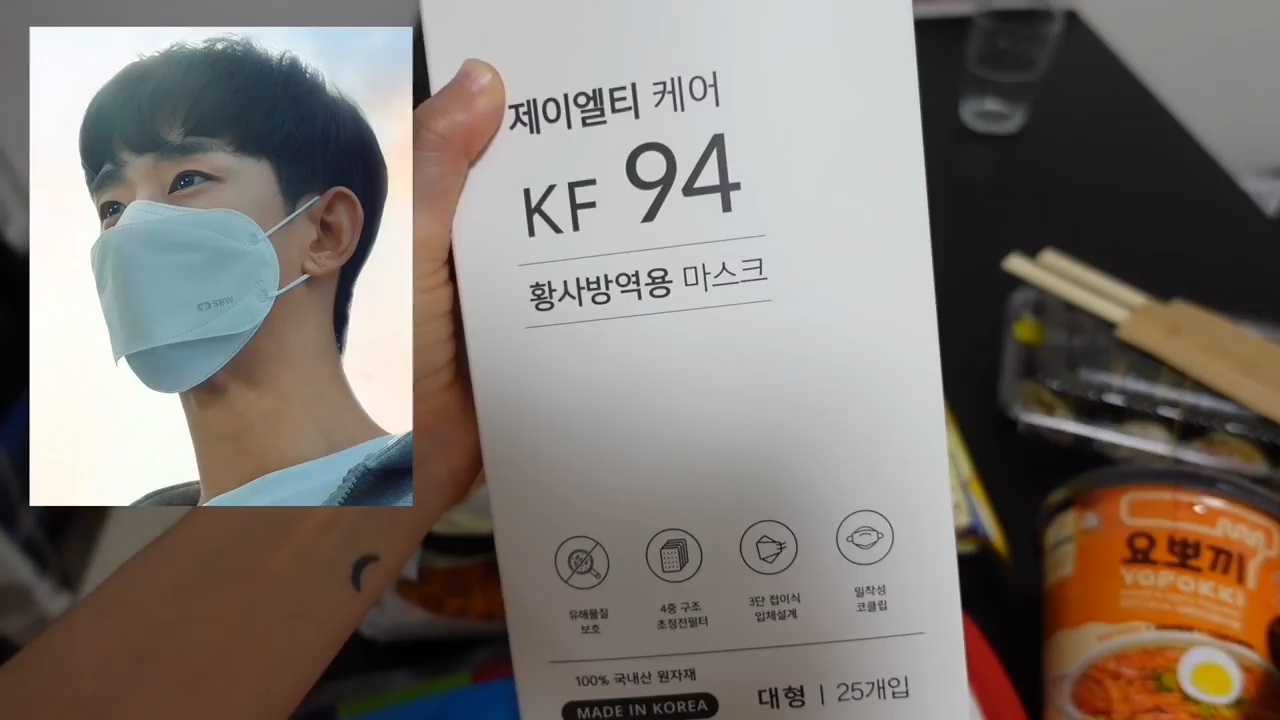 SBW
제이엘티 케어
KF 94
황사방역용 마스크
유해물질
보호
4중 구조
초정전필터
3단 접이식
입체설계
밀착성
코클립
100% 국내산 원자재
MADE IN KOREA
대형 | 25개입
요뽀끼
YOPOKKI